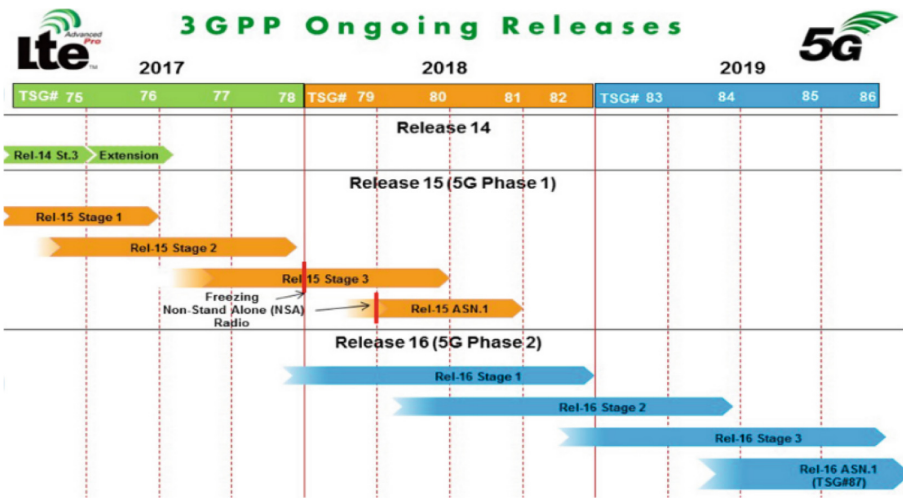 LTE Advanced Pro™
3GPP Ongoing Releases
5G
2017 2018 2019
TSG# 75 76 77 78 TSG# 79 80 81 82 TSG# 83 84 85 86
Release 14
Rel-14 St.3 Extension
Release 15 (5G Phase 1)
Rel-15 Stage 1
Rel-15 Stage 2
Rel-15 Stage 3
Freezing
Non-Stand Alone (NSA)
Radio
Rel-15 ASN.1
Release 16 (5G Phase 2)
Rel-16 Stage 1
Rel-16 Stage 2
Rel-16 Stage 3
Rel-16 ASN.1
(TSG#87)